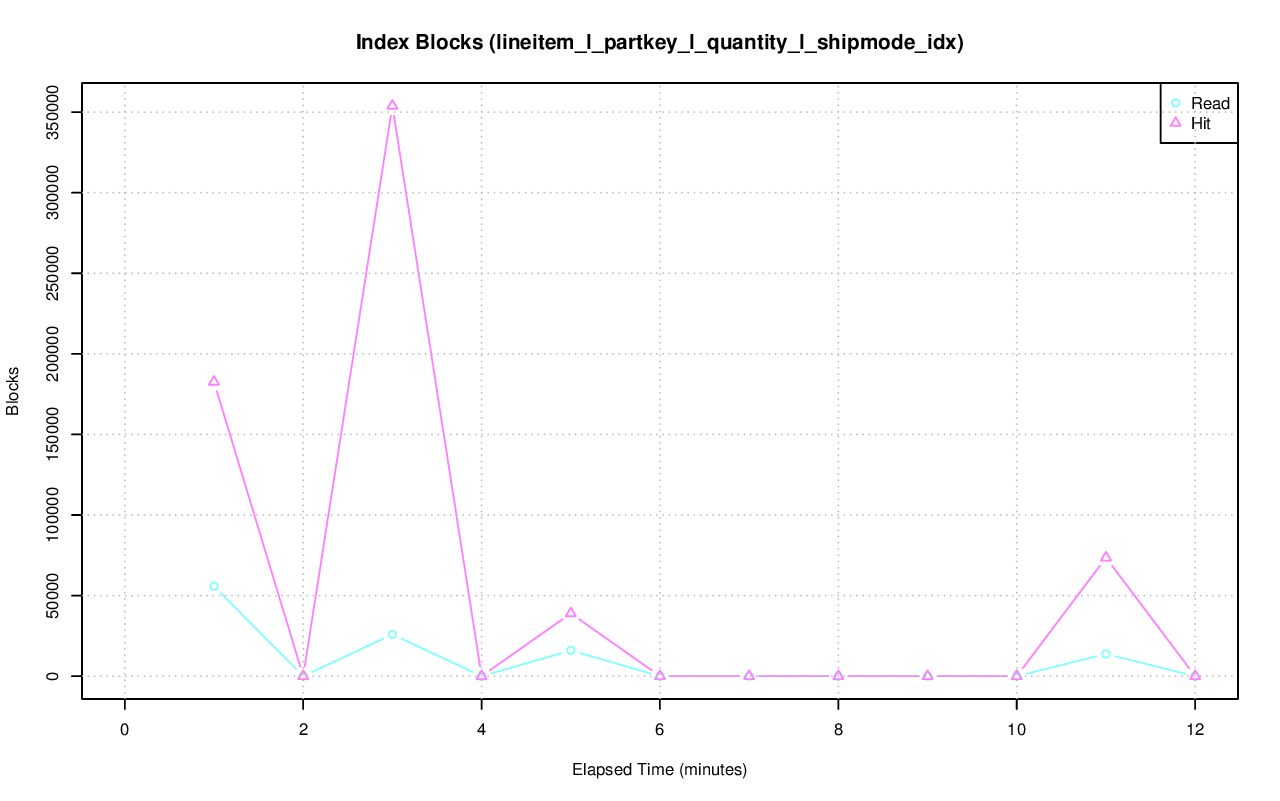 Index Blocks (lineitem_l_partkey_l_quantity_l_shipmode_idx)
Read
Hit
350000
300000
250000
200000
150000
100000
50000
0
Blocks
0 2 4 6 8 10 12
Elapsed Time (minutes)